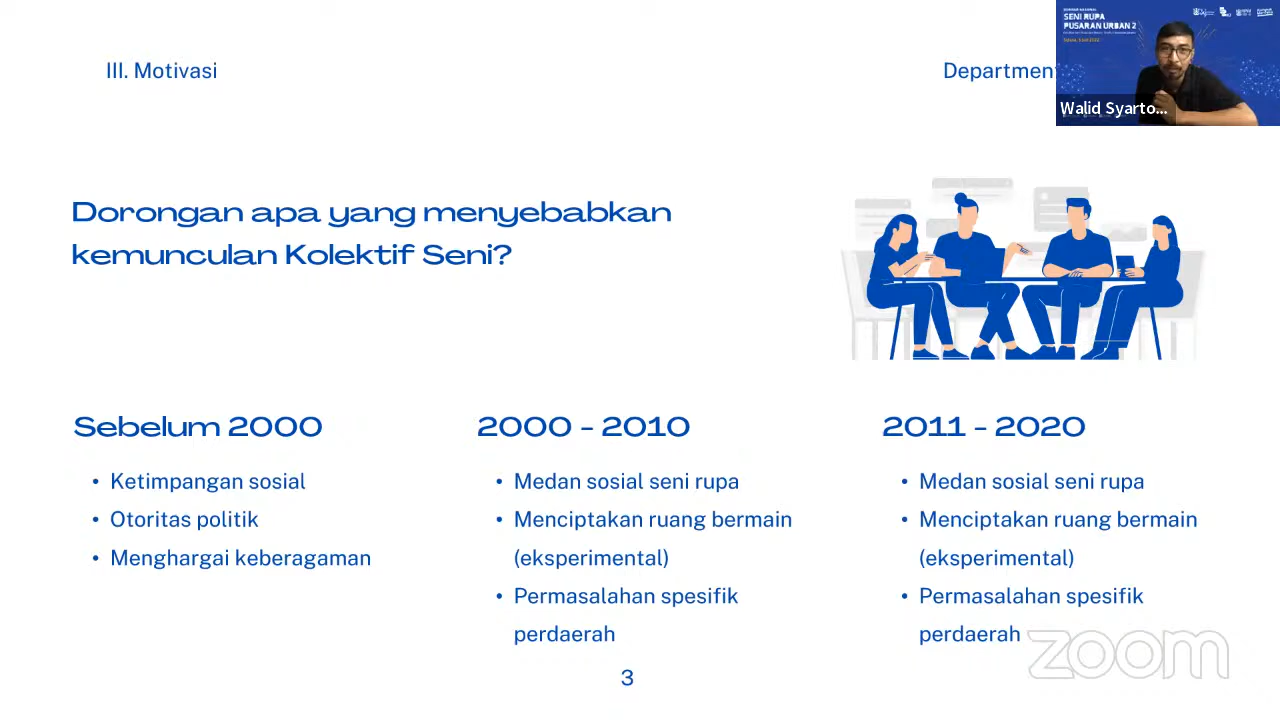 III. Motivasi
Departmen
SENI RUPA
PUSARAN URBAN 2
Walid Syarto...
Dorongan apa yang menyebabkan
kemunculan Kolektif Seni?
Sebelum 2000
• Ketimpangan sosial
• Otoritas politik
• Menghargai keberagaman
2000 - 2010
• Medan sosial seni rupa
• Menciptakan ruang bermain
(eksperimental)
• Permasalahan spesifik
perdaerah
2011 - 2020
• Medan sosial seni rupa
• Menciptakan ruang bermain
(eksperimental)
• Permasalahan spesifik
perdaerah
zoom
3